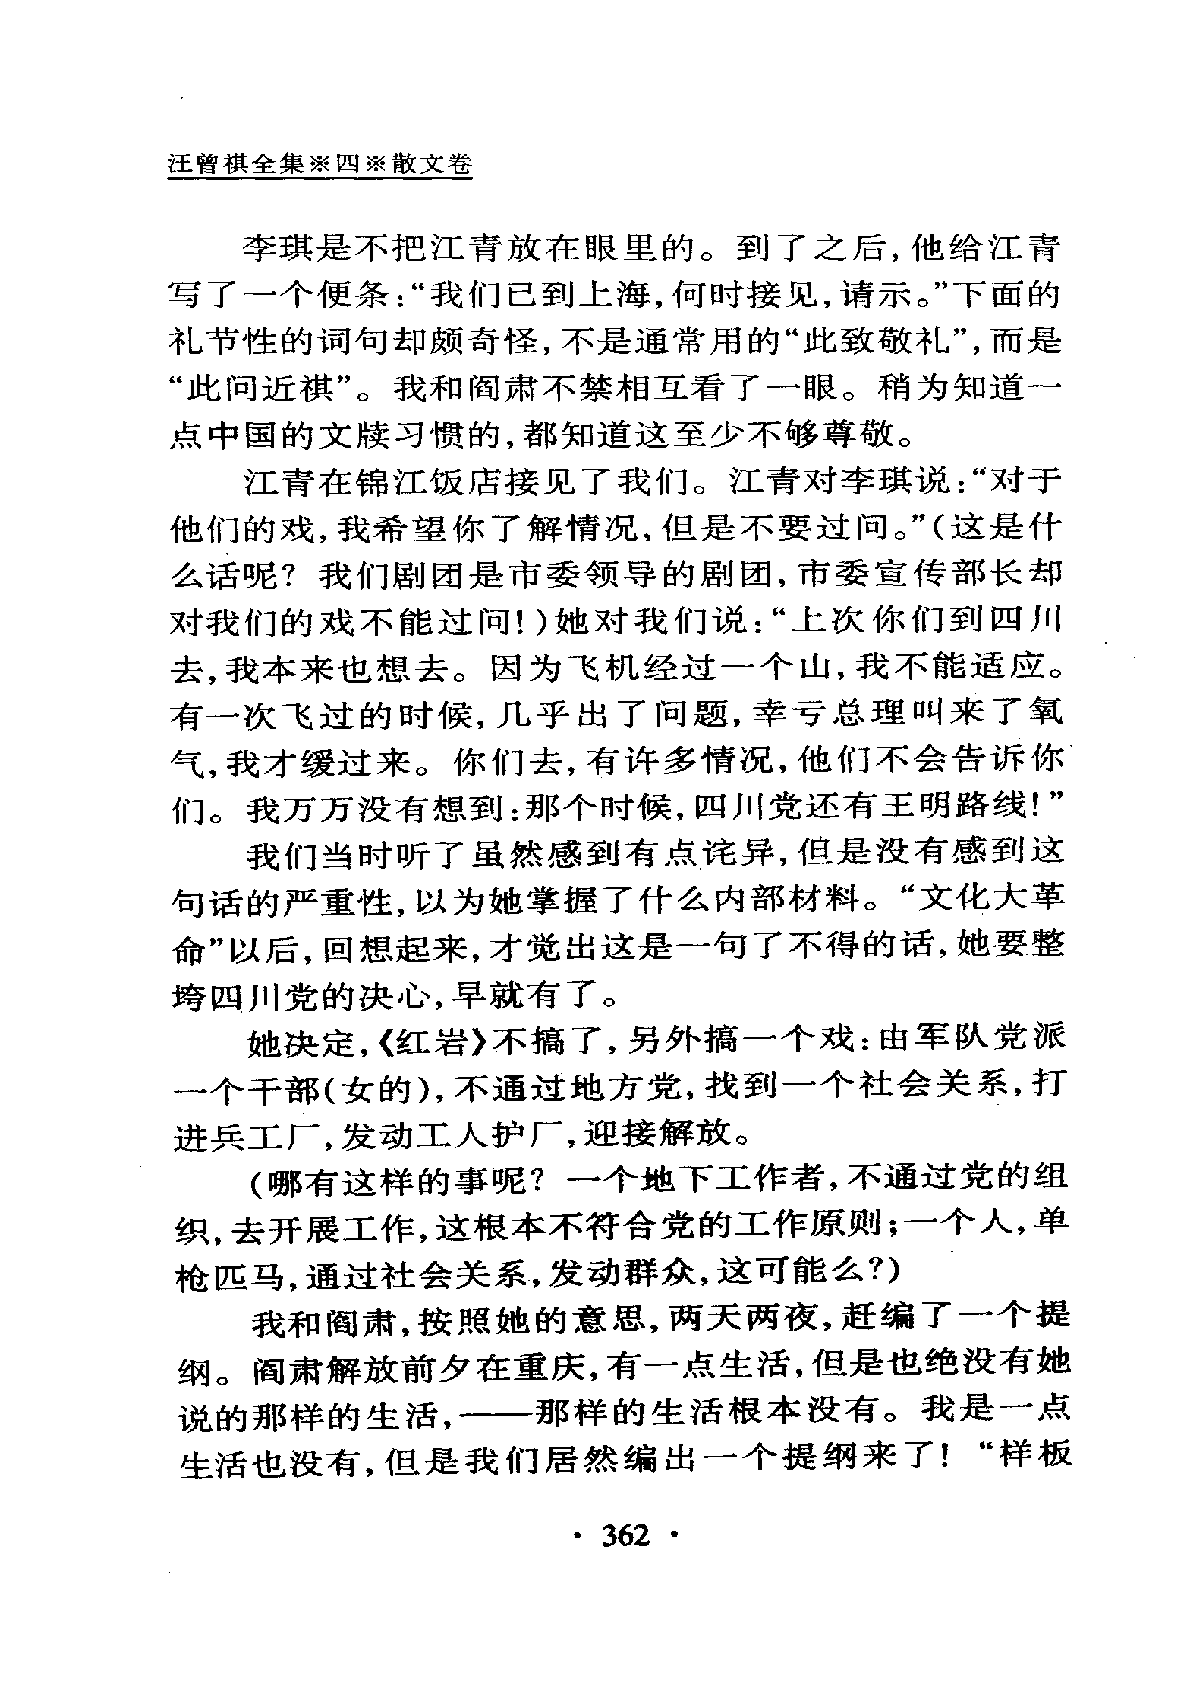 汪曾祺全集※四※散文卷
李琪是不把江青放在眼里的。到了之后,他给江青
写了一个便条:“我们已到上海,何时接见,请示。”下面的
礼节性的词句却颇奇怪,不是通常用的“此致敬礼”,而是
“此问近祺”。我和阎肃不禁相互看了一眼。稍为知道一
点中国的文牍习惯的,都知道这至少不够尊敬。
江青在锦江饭店接见了我们。江青对李琪说:“对于
他们的戏,我希望你了解情况,但是不要过问。”(这是什
么话呢？我们剧团是市委领导的剧团,市委宣传部长却
对我们的戏不能过问!)她对我们说:“上次你们到四川
去,我本来也想去。因为飞机经过一个山,我不能适应。
有一次飞过的时候,几乎出了问题,幸亏总理叫来了氧
气,我才缓过来。你们去,有许多情况,他们不会告诉你
们。我万万没有想到:那个时候,四川党还有王明路线!”
我们当时听了虽然感到有点诧异,但是没有感到这
句话的严重性,以为她掌握了什么内部材料。“文化大革
命”以后,回想起来,才觉出这是一句了不得的话,她要整
垮四川党的决心,早就有了。
她决定,《红岩》不搞了,另外搞一个戏:由军队党派
一个干部(女的),不通过地方党,找到一个社会关系,打
进兵工厂,发动工人护厂,迎接解放。
(哪有这样的事呢？一个地下工作者,不通过党的组
织,去开展工作,这根本不符合党的工作原则;一个人,单
枪匹马,通过社会关系,发动群众,这可能么?)
我和阎肃,按照她的意思,两天两夜,赶编了一个提
纲。阎肃解放前夕在重庆,有一点生活,但是也绝没有她
说的那样的生活,——那样的生活根本没有。我是一点
生活也没有,但是我们居然编出一个提纲来了!“样板
· 362 ·